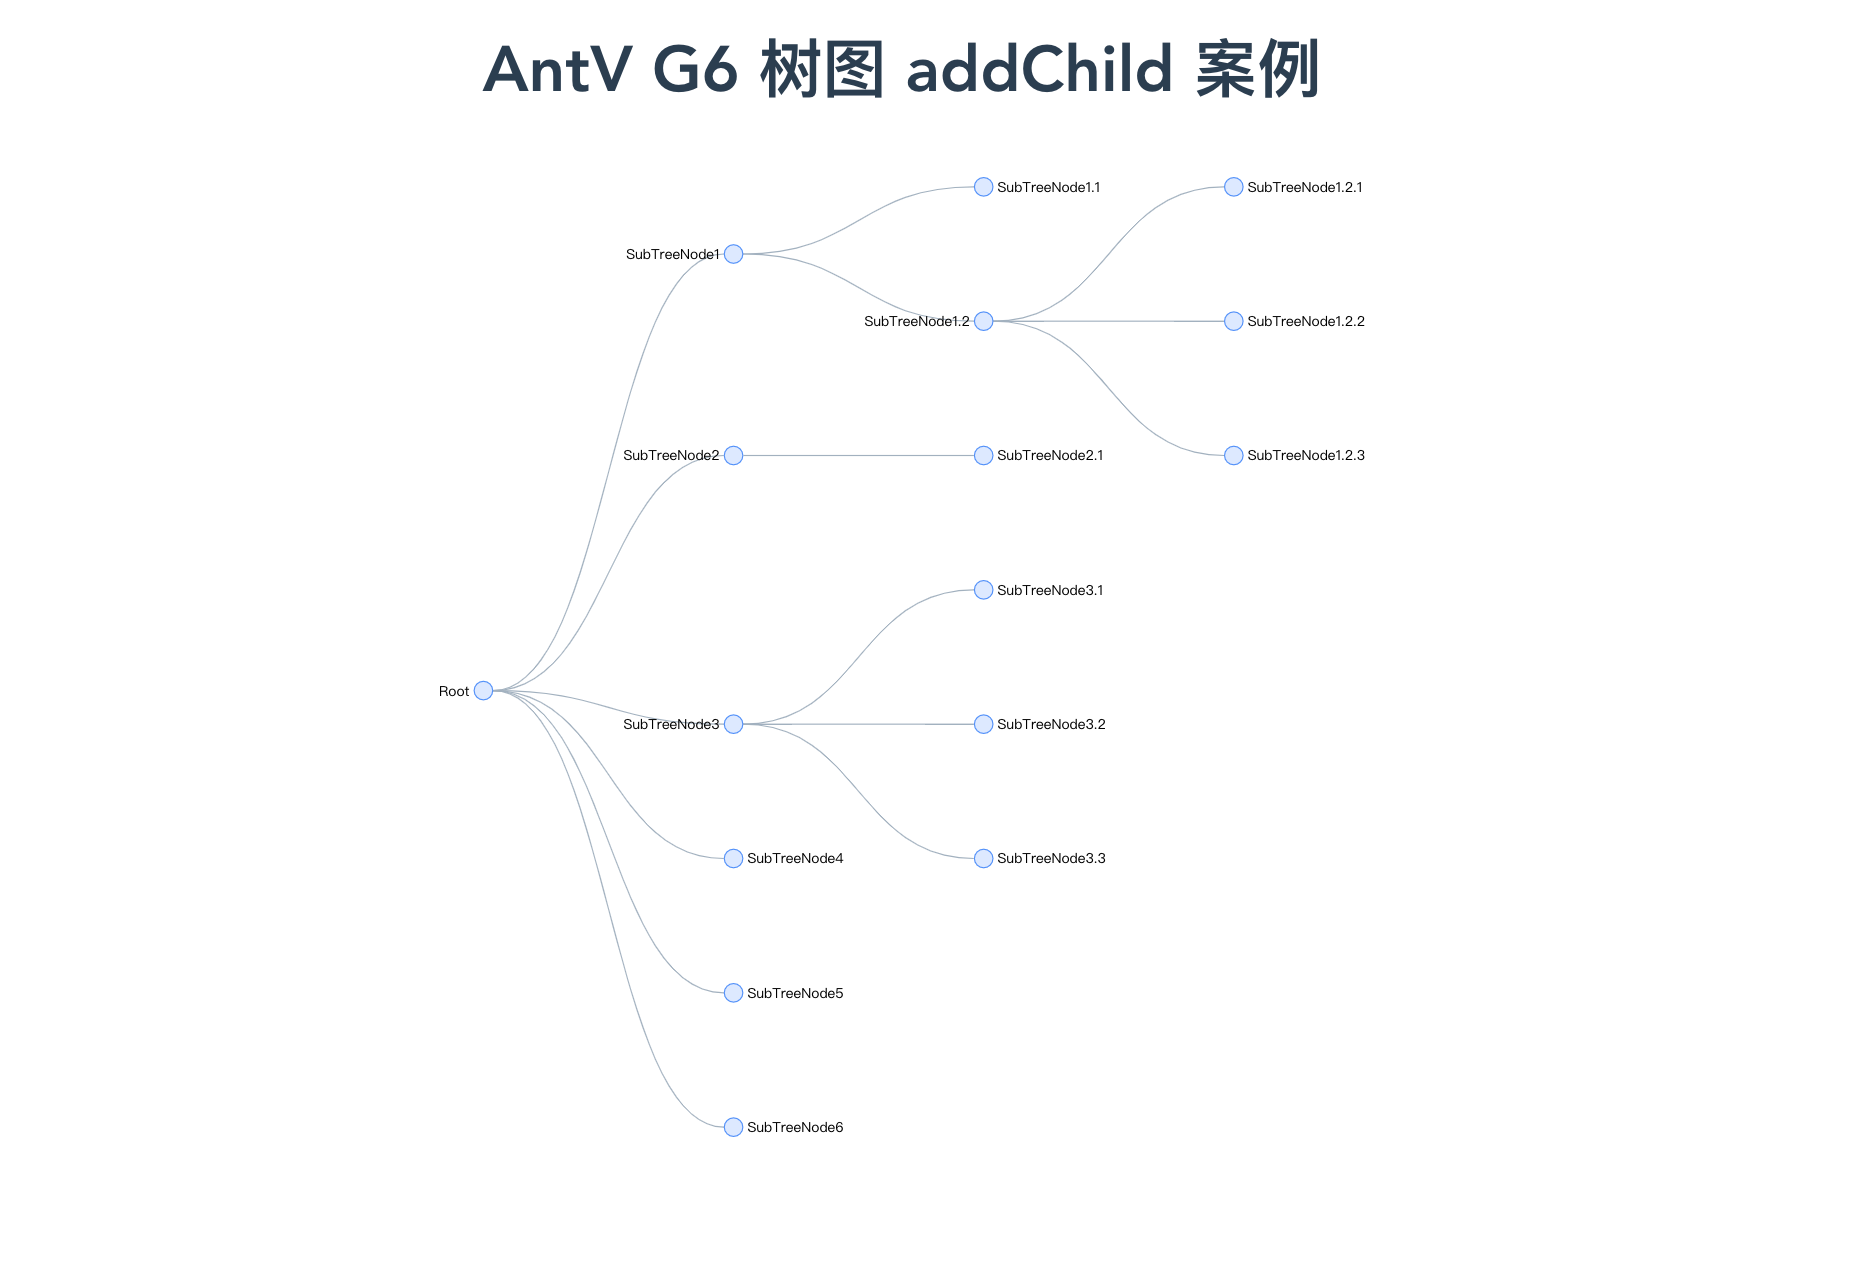 AntV G6 树图 addChild 案例
SubTreeNode1.1
SubTreeNode1.2.1
SubTreeNode1
SubTreeNode1.2
SubTreeNode1.2.2
SubTreeNode2
SubTreeNode2.1
SubTreeNode1.2.3
SubTreeNode3.1
Root
SubTreeNode3
SubTreeNode3.2
SubTreeNode4
SubTreeNode3.3
SubTreeNode5
SubTreeNode6